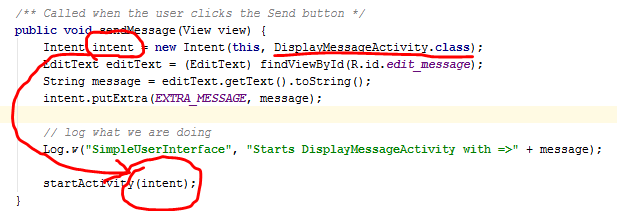 /** Called when the user clicks the Send button */
public void sendMessage(View view) {
Intent intent = new Intent(this, DisplayMessageActivity.class);
EditText editText = (EditText) findViewById(R.id.edit_message);
String message = editText.getText().toString();
intent.putExtra(EXTRA_MESSAGE, message);
// log what we are doing
Log.w("SimpleUserInterface", "Starts DisplayMessageActivity with =>" + message);
startActivity(intent);
}